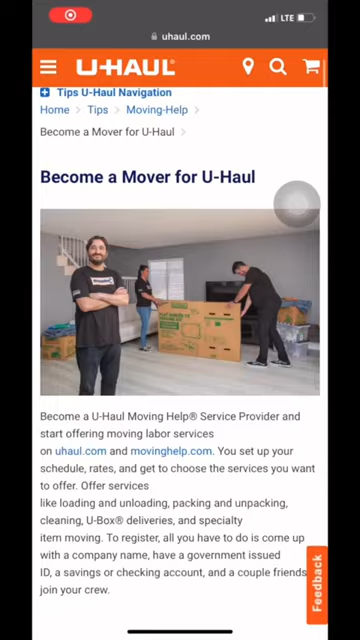 LTE
uhaul.com
U-HAUL
Tips U-Haul Navigation
Home > Tips > Moving-Help >
Become a Mover for U-Haul >
Become a Mover for U-Haul
Become a U-Haul Moving Help® Service Provider and
start offering moving labor services
on uhaul.com and movinghelp.com. You set up your
schedule, rates, and get to choose the services you want
to offer. Offer services
like loading and unloading, packing and unpacking,
cleaning, U-Box® deliveries, and specialty
item moving. To register, all you have to do is come up
with a company name, have a government issued
ID, a savings or checking account, and a couple friends
join your crew.
Feedback